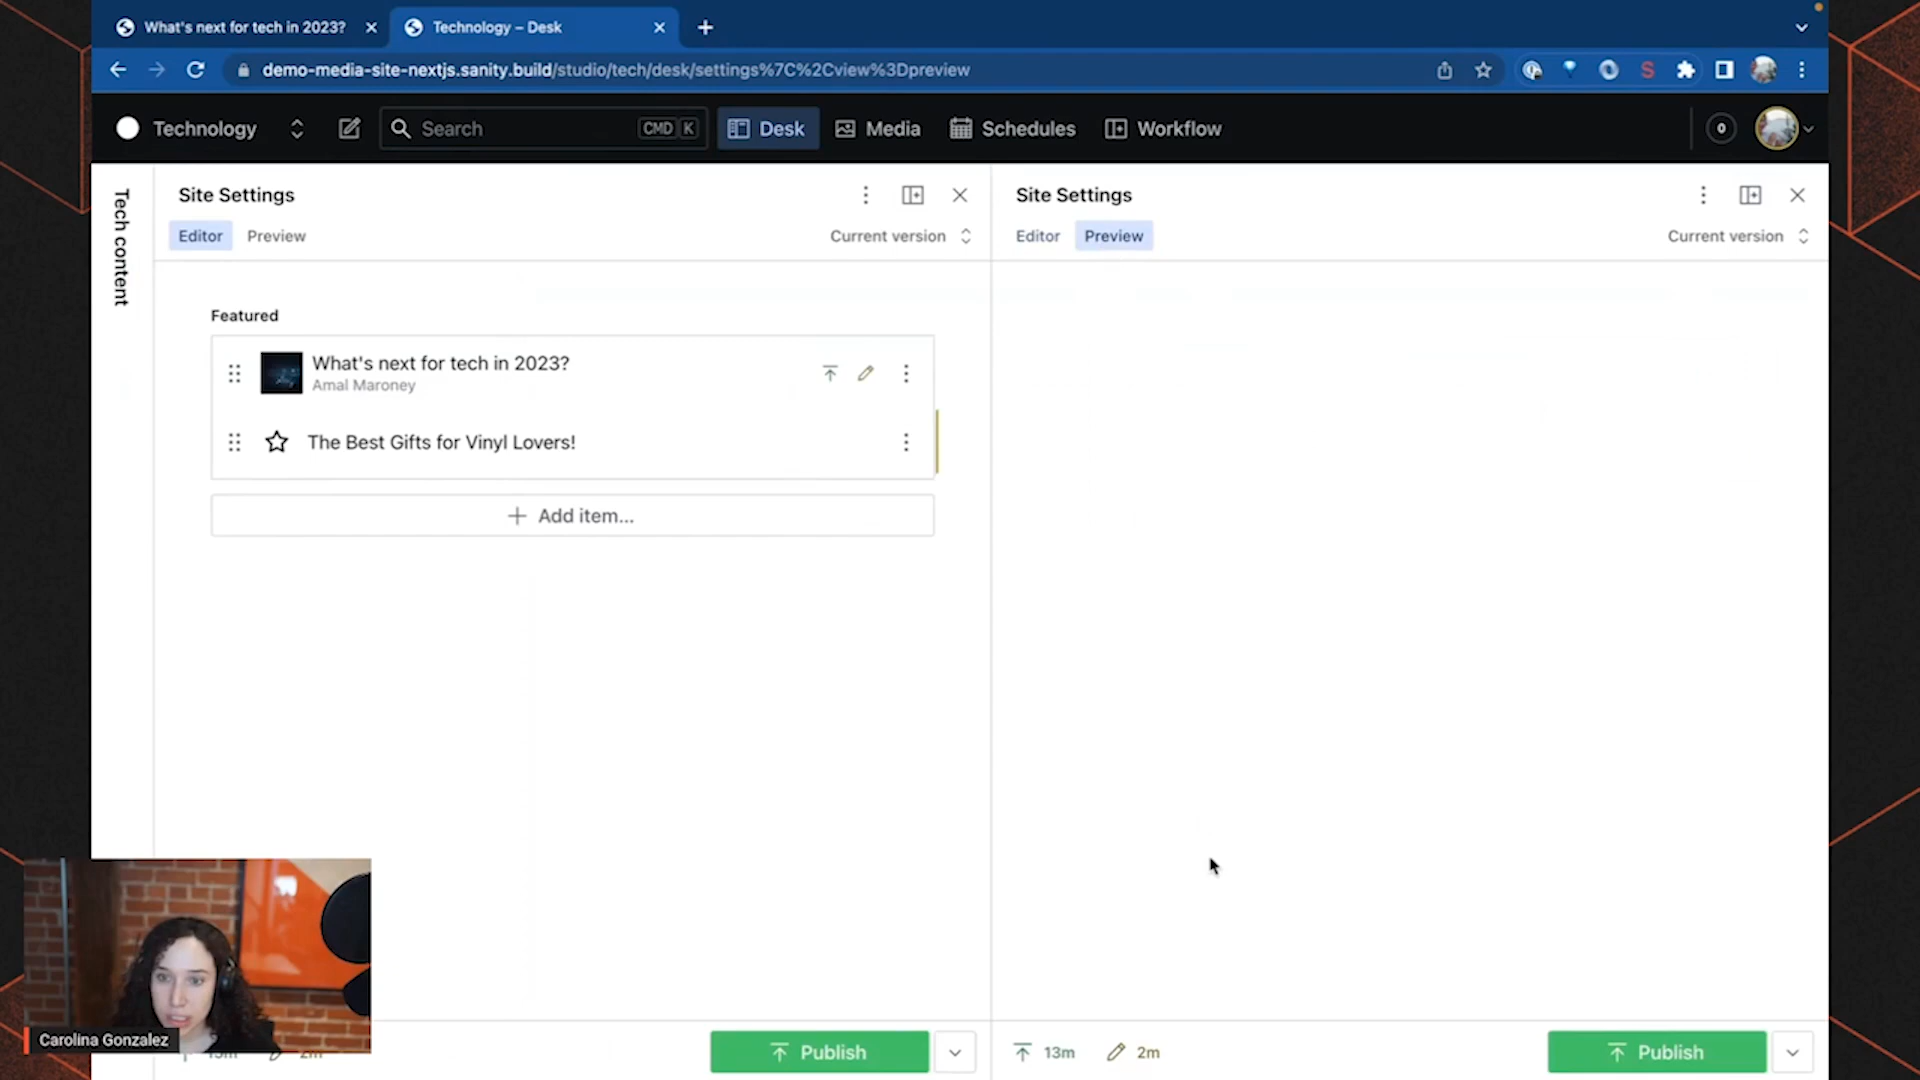 What's next for tech in 2023?
Technology – Desk
demo-media-site-nextjs.sanity.build/studio/tech/desk/settings%7C%2Cview%3Dpreview
Technology
Search
CMD K
Desk
Media
Schedules
Workflow
0
Tech content
Site Settings
Editor
Preview
Current version
Featured
What's next for tech in 2023?
Amal Maroney
The Best Gifts for Vinyl Lovers!
Add item...
Publish
Site Settings
Editor
Preview
Current version
13m
2m
Publish
Carolina Gonzalez